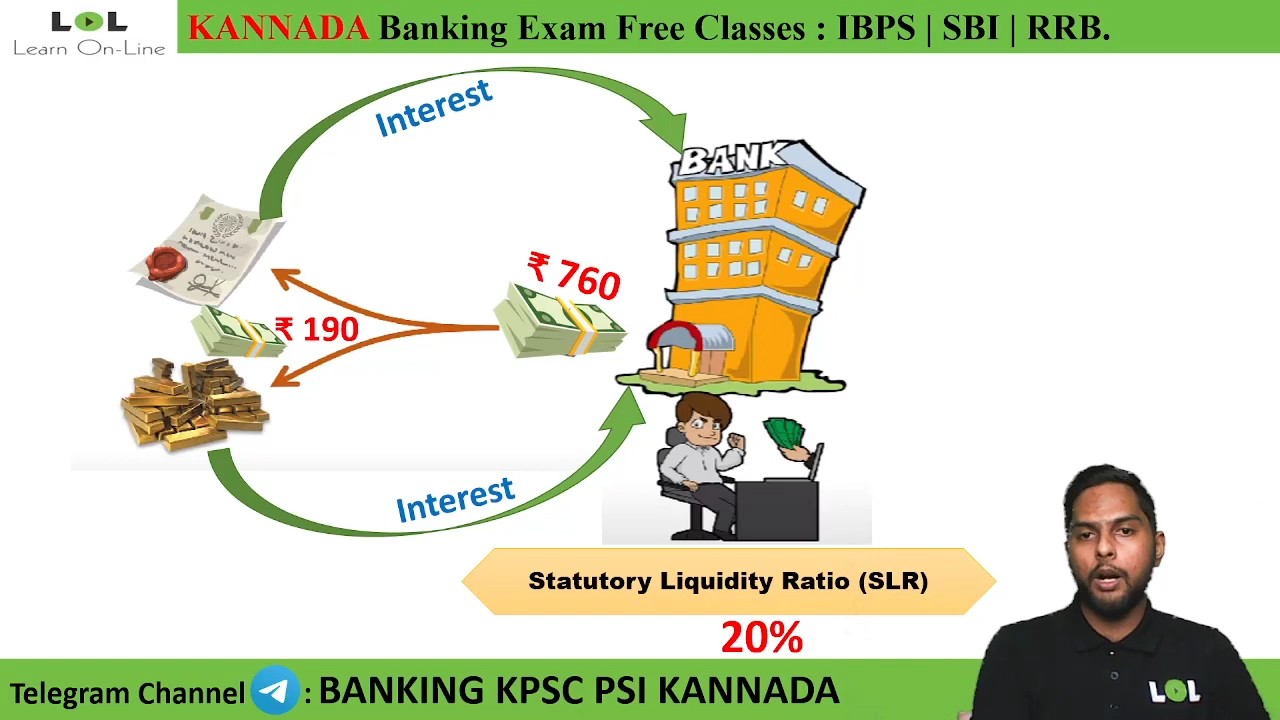 LOL
Learn On-Line
KANNADA Banking Exam Free Classes : IBPS | SBI | RRB.
Interest
BANK
₹ 760
₹ 190
Interest
Statutory Liquidity Ratio (SLR)
20%
LOL
Telegram Channel : BANKING KPSC PSI KANNADA